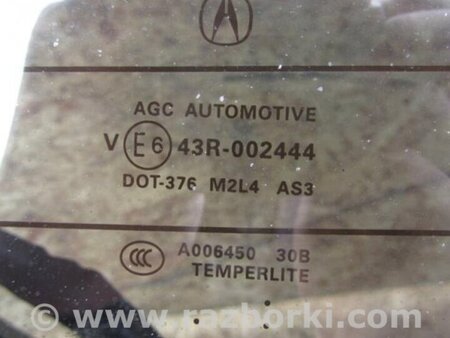 AGC AUTOMOTIVE
V E6 43R-002444
DOT-376 M2L4 AS3
CCC A006450 30B
TEMPERLITE
© www.razborki.com